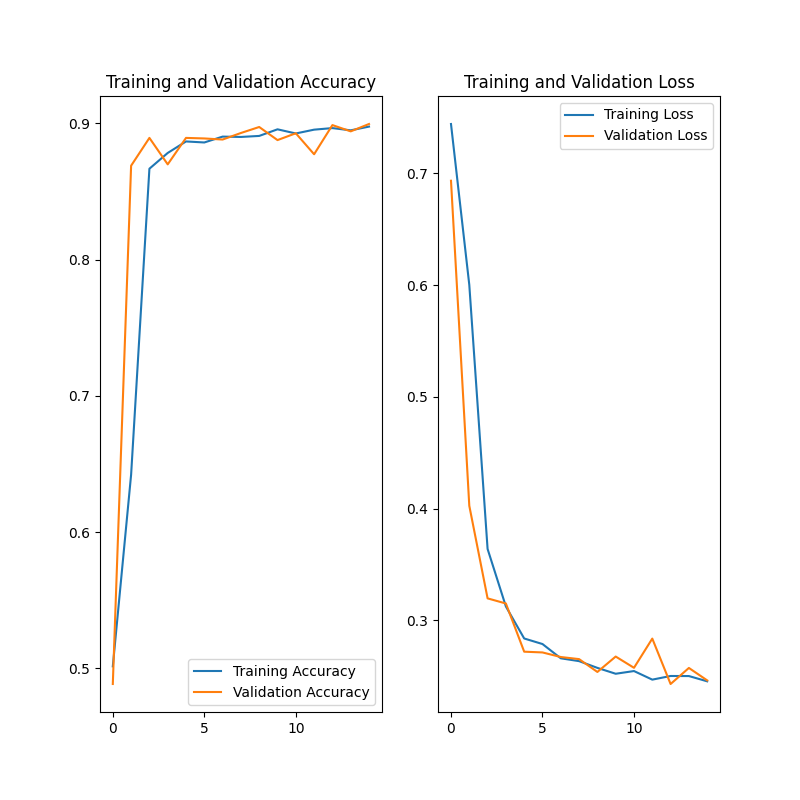 Training and Validation Accuracy
0.9
0.8
0.7
0.6
0.5
0 5 10
Training Accuracy
Validation Accuracy
Training and Validation Loss
0.7
0.6
0.5
0.4
0.3
0 5 10
Training Loss
Validation Loss